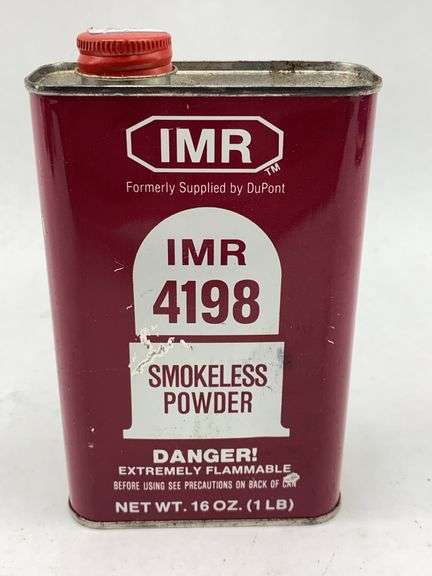 IMR
TM
Formerly Supplied by DuPont
IMR
4198
SMOKELESS
POWDER
DANGER!
EXTREMELY FLAMMABLE
BEFORE USING SEE PRECAUTIONS ON BACK OF CAN
NET WT. 16 OZ. (1 LB)